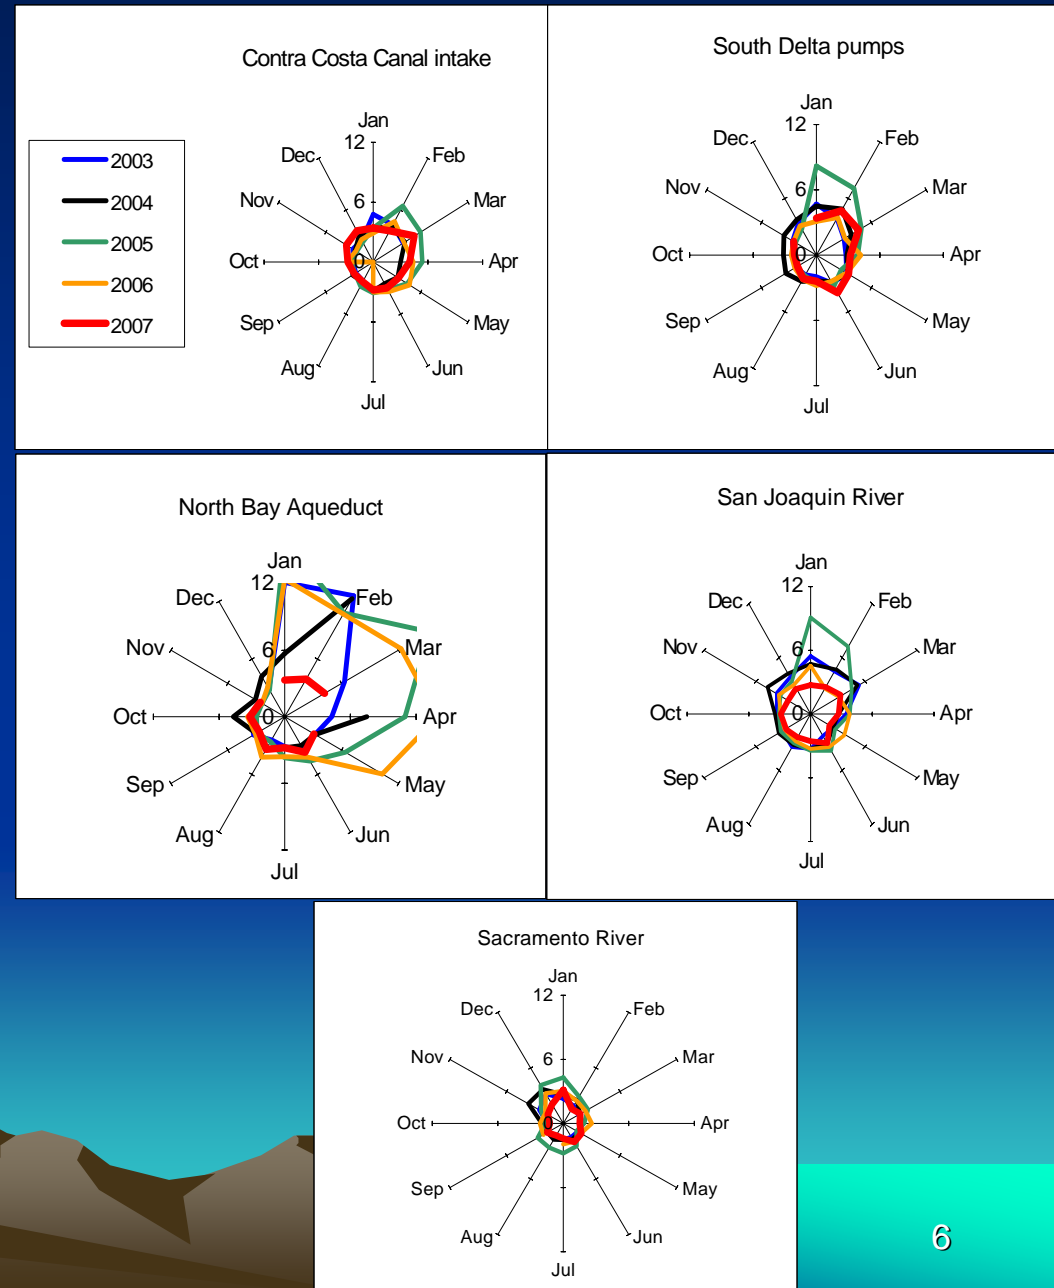 Contra Costa Canal intake
2003
2004
2005
2006
2007
Jan
12
Dec
Feb
Nov
6
Mar
Oct
0
Apr
Sep
May
Aug
Jun
Jul
South Delta pumps
Jan
12
Dec
Feb
Nov
6
Mar
Oct
0
Apr
Sep
May
Aug
Jun
Jul
North Bay Aqueduct
Jan
12
Dec
Feb
Nov
6
Mar
Oct
0
Apr
Sep
May
Aug
Jun
Jul
San Joaquin River
Jan
12
Dec
Feb
Nov
6
Mar
Oct
0
Apr
Sep
May
Aug
Jun
Jul
Sacramento River
Jan
12
Dec
Feb
Nov
6
Mar
Oct
0
Apr
Sep
May
Aug
Jun
Jul
6